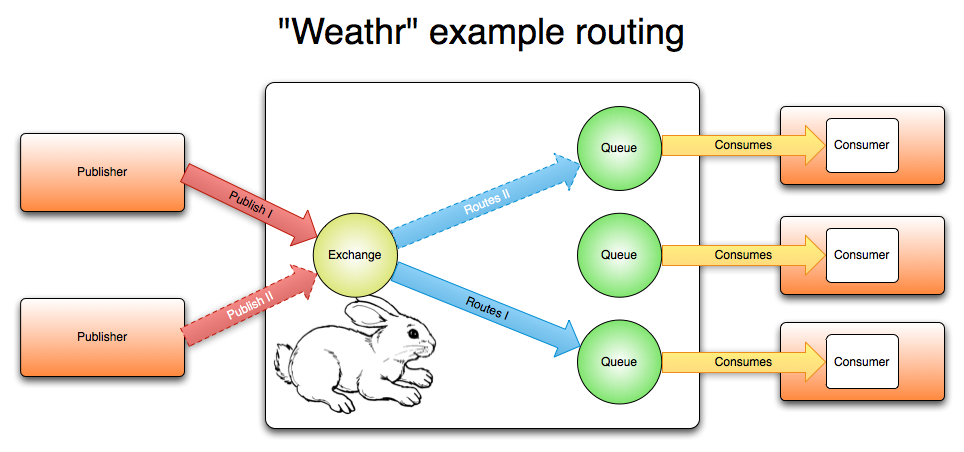 "Weathr" example routing
Publisher
Publish I
Publish II
Publisher
Exchange
Routes II
Routes I
Queue
Queue
Queue
Consumes
Consumes
Consumes
Consumer
Consumer
Consumer